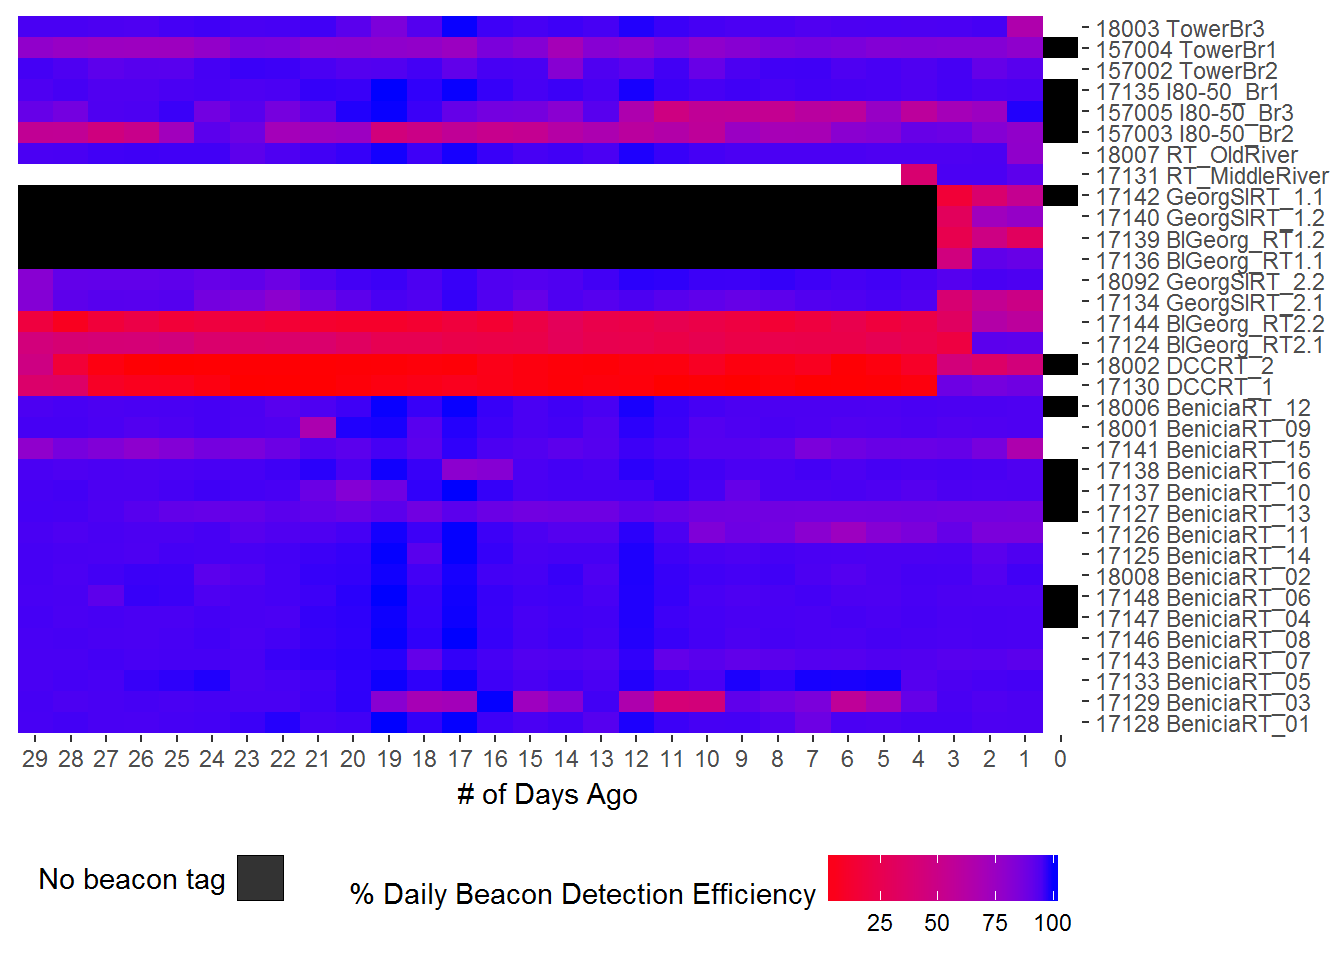 18003 TowerBr3
157004 TowerBr1
157002 TowerBr2
17135 I80-50_Br1
157005 I80-50_Br3
157003 I80-50_Br2
18007 RT_OldRiver
17131 RT_MiddleRiver
17142 GeorgSlRT_1.1
17140 GeorgSlRT_1.2
17139 BlGeorg_RT1.2
17136 BlGeorg_RT1.1
18092 GeorgSlRT_2.2
17134 GeorgSlRT_2.1
17144 BlGeorg_RT2.2
17124 BlGeorg_RT2.1
18002 DCCRT_2
17130 DCCRT_1
18006 BeniciaRT_12
18001 BeniciaRT_09
17141 BeniciaRT_15
17138 BeniciaRT_16
17137 BeniciaRT_10
17127 BeniciaRT_13
17126 BeniciaRT_11
17125 BeniciaRT_14
18008 BeniciaRT_02
17148 BeniciaRT_06
17147 BeniciaRT_04
17146 BeniciaRT_08
17143 BeniciaRT_07
17133 BeniciaRT_05
17129 BeniciaRT_03
17128 BeniciaRT_01
29 28 27 26 25 24 23 22 21 20 19 18 17 16 15 14 13 12 11 10 9 8 7 6 5 4 3 2 1 0
# of Days Ago
No beacon tag
% Daily Beacon Detection Efficiency
25 50 75 100